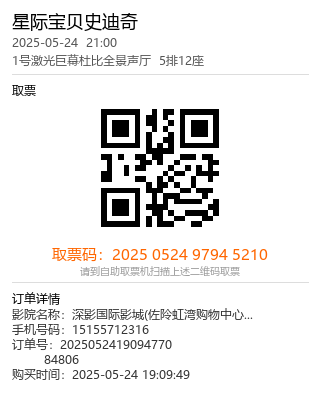 星际宝贝史迪奇
2025-05-24 21:00
1号激光巨幕杜比全景声厅 5排12座
取票
取票码：2025 0524 9794 5210
请到自助取票机扫描上述二维码取票
订单详情
影院名称：深影国际影城(佐阾虹湾购物中心...
手机号码：15155712316
订单号：2025052419094770
84806
购买时间：2025-05-24 19:09:49